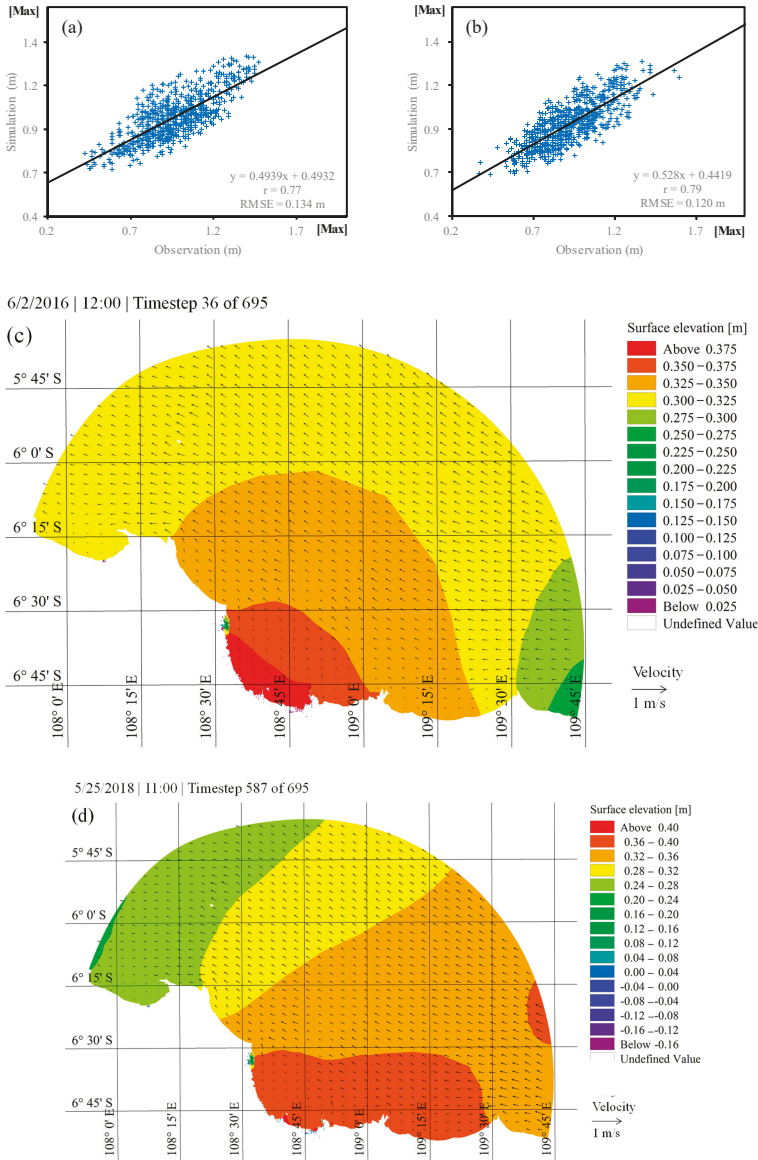 [Max]
(a)
1.4
1.2
0.9
0.7
0.4
Simulation (m)
y = 0.4939x + 0.4932
r = 0.77
RMSE = 0.134 m
0.2
0.7
1.2
1.7
[Max]
Observation (m)
[Max]
(b)
1.4
1.2
0.9
0.7
0.4
Simulation (m)
y = 0.528x + 0.4419
r = 0.79
RMSE = 0.120 m
0.2
0.7
1.2
1.7
[Max]
Observation (m)
6/2/2016 | 12:00 | Timestep 36 of 695
(c)
5° 45' S
6° 0' S
6° 15' S
6° 30' S
6° 45' S
108° 0' E
108° 15' E
108° 30' E
108° 45' E
109° 0' E
109° 15' E
109° 30' E
109° 45' E
Surface elevation [m]
Above 0.375
0.350–0.375
0.325–0.350
0.300–0.325
0.275–0.300
0.250–0.275
0.225–0.250
0.200–0.225
0.175–0.200
0.150–0.175
0.125–0.150
0.100–0.125
0.075–0.100
0.050–0.075
0.025–0.050
Below 0.025
Undefined Value
Velocity
1 m/s
5/25/2018 | 11:00 | Timestep 587 of 695
(d)
5° 45' S
6° 0' S
6° 15' S
6° 30' S
6° 45' S
108° 0' E
108° 15' E
108° 30' E
108° 45' E
109° 0' E
109° 15' E
109° 30' E
109° 45' E
Surface elevation [m]
Above 0.40
0.36 – 0.40
0.32 – 0.36
0.28 – 0.32
0.24 – 0.28
0.20 – 0.24
0.16 – 0.20
0.12 – 0.16
0.08 – 0.12
0.04 – 0.08
0.00 – 0.04
-0.04 – 0.00
-0.08 –-0.04
-0.12 –-0.08
-0.16 –-0.12
Below -0.16
Undefined Value
Velocity
1 m/s